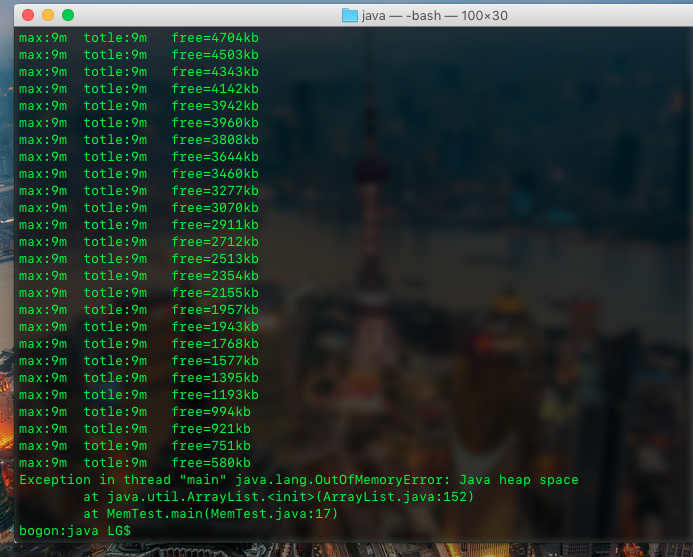 java — -bash — 100×30
max:9m  totle:9m   free=4704kb
max:9m  totle:9m   free=4503kb
max:9m  totle:9m   free=4343kb
max:9m  totle:9m   free=4142kb
max:9m  totle:9m   free=3942kb
max:9m  totle:9m   free=3960kb
max:9m  totle:9m   free=3808kb
max:9m  totle:9m   free=3644kb
max:9m  totle:9m   free=3460kb
max:9m  totle:9m   free=3277kb
max:9m  totle:9m   free=3070kb
max:9m  totle:9m   free=2911kb
max:9m  totle:9m   free=2712kb
max:9m  totle:9m   free=2513kb
max:9m  totle:9m   free=2354kb
max:9m  totle:9m   free=2155kb
max:9m  totle:9m   free=1957kb
max:9m  totle:9m   free=1943kb
max:9m  totle:9m   free=1768kb
max:9m  totle:9m   free=1577kb
max:9m  totle:9m   free=1395kb
max:9m  totle:9m   free=1193kb
max:9m  totle:9m   free=994kb
max:9m  totle:9m   free=921kb
max:9m  totle:9m   free=751kb
max:9m  totle:9m   free=580kb
Exception in thread "main" java.lang.OutOfMemoryError: Java heap space
        at java.util.ArrayList.<init>(ArrayList.java:152)
        at MemTest.main(MemTest.java:17)
bogon:java LG$